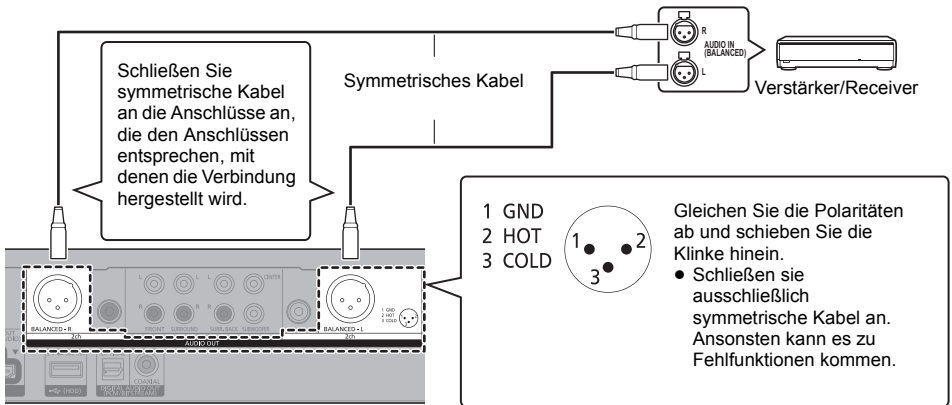 R
AUDIO IN
(BALANCED)
L
Verstärker/Receiver
Symmetrisches Kabel
Schließen Sie
symmetrische Kabel
an die Anschlüsse an,
die den Anschlüssen
entsprechen, mit
denen die Verbindung
hergestellt wird.
1 GND
2 HOT
3 COLD
1 2
3
Gleichen Sie die Polaritäten
ab und schieben Sie die
Klinke hinein.
● Schließen sie
ausschließlich
symmetrische Kabel an.
Ansonsten kann es zu
Fehlfunktionen kommen.
L L L CENTER
R R R
FRONT SURROUND SURR. BACK SUBWOOFER
1 GND
2 HOT
3 COLD
BALANCED - R
2ch
BALANCED - L
2ch
AUDIO OUT
COAXIAL
(HDD)
DIGITAL AUDIO OUT
(PCM/BITSTREAM)